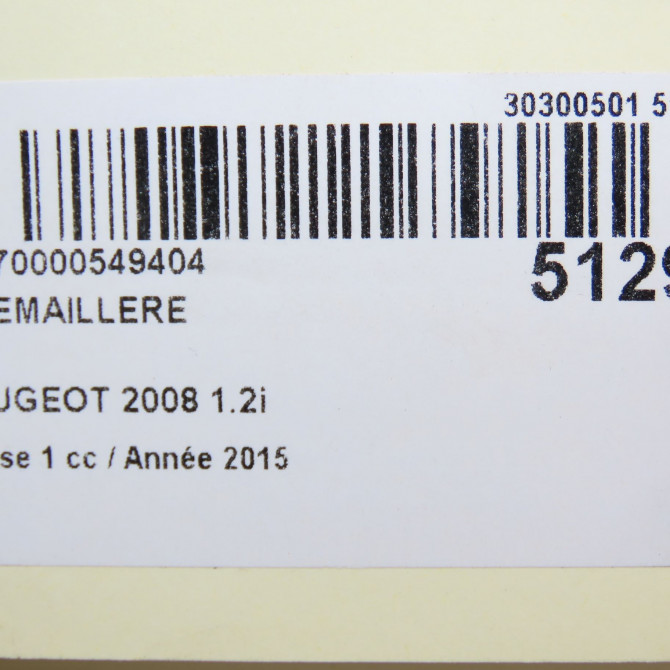 30300501 5
70000549404
5129
EMAILLERE
UGEOT 2008 1.2i
se 1 cc / Année 2015